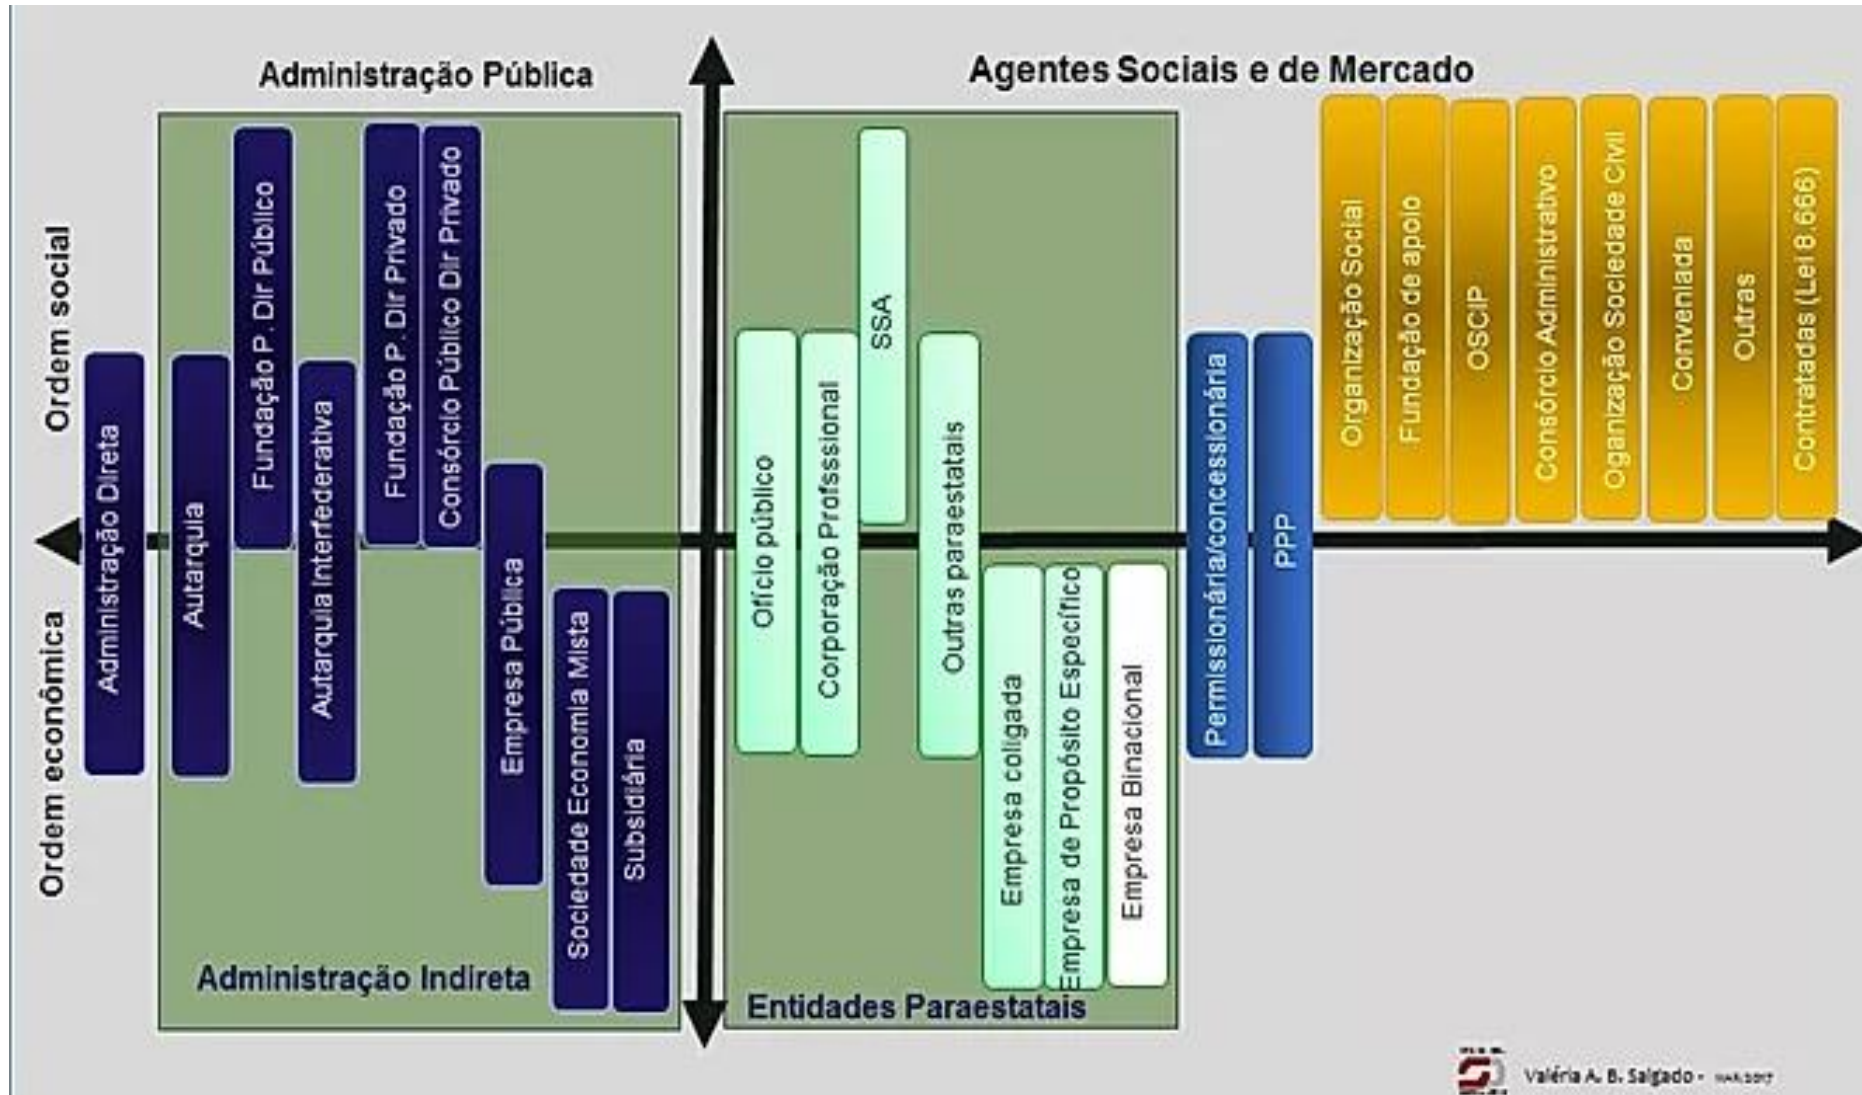 Administração Pública
Agentes Sociais e de Mercado
Ordem social
Ordem econômica
Administração Direta
Autarquia
Fundação P. Dir Público
Autarquia Interfederativa
Fundação P. Dir Privado
Consórcio Público Dir Privado
Empresa Pública
Sociedade Economia Mista
Subsidiária
Administração Indireta
Ofício público
Corporação Profsssional
SSA
Outras paraestatais
Empresa coligada
Empresa de Propósito Específico
Empresa Binacional
Entidades Paraestatais
Permissionária/concessionária
PPP
Organização Social
Fundação de apoio
OSCIP
Consórcio Administrativo
Oganização Sociedade Civil
Conveniada
Outras
Contratadas (Lei 8.666)
Valéria A. B. Salgado -